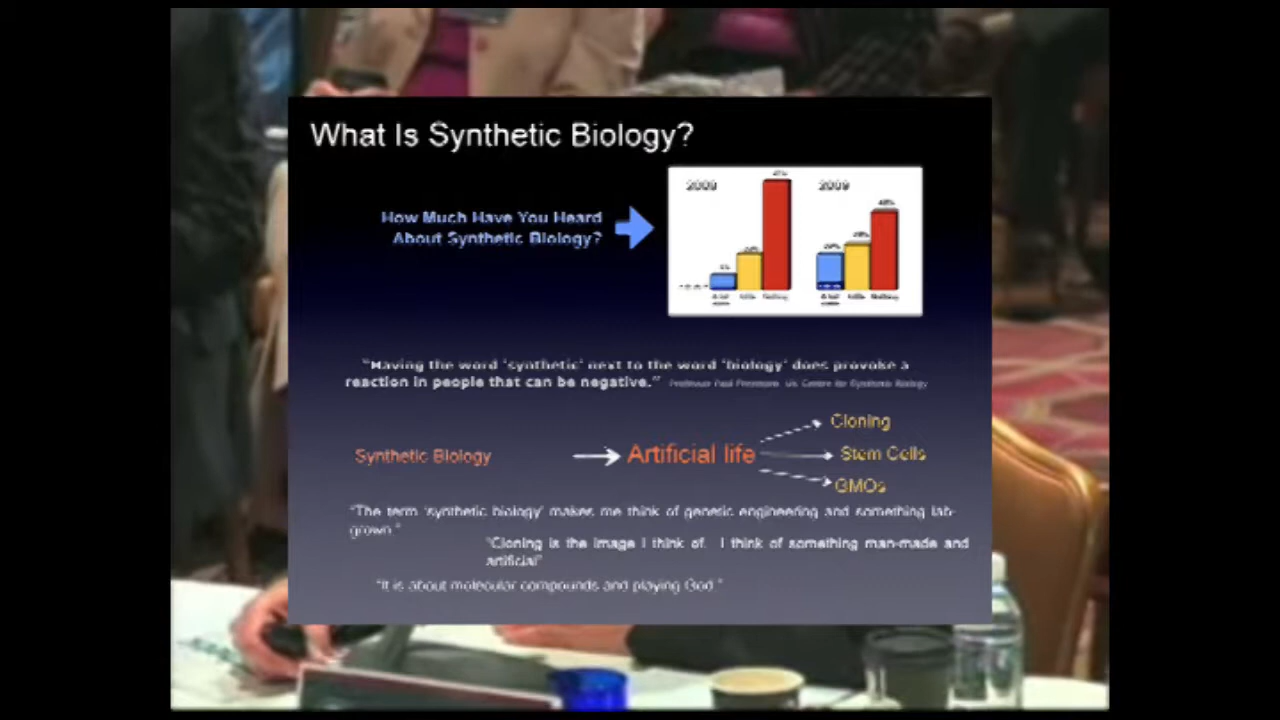 What Is Synthetic Biology?
How Much Have You Heard
About Synthetic Biology?
2009
"Having the word 'synthetic' next to the word 'biology' does provoke a
reaction in people that can be negative." Professor Paul
Synthetic Biology
Artificial life
Cloning
Stem Cells
GMOs
"The term 'synthetic biology' makes me think of genetic engineering and something lab-
grown."
"Cloning is the image I think of. I think of something man-made and
artificial"
"It is about molecular compounds and playing God."